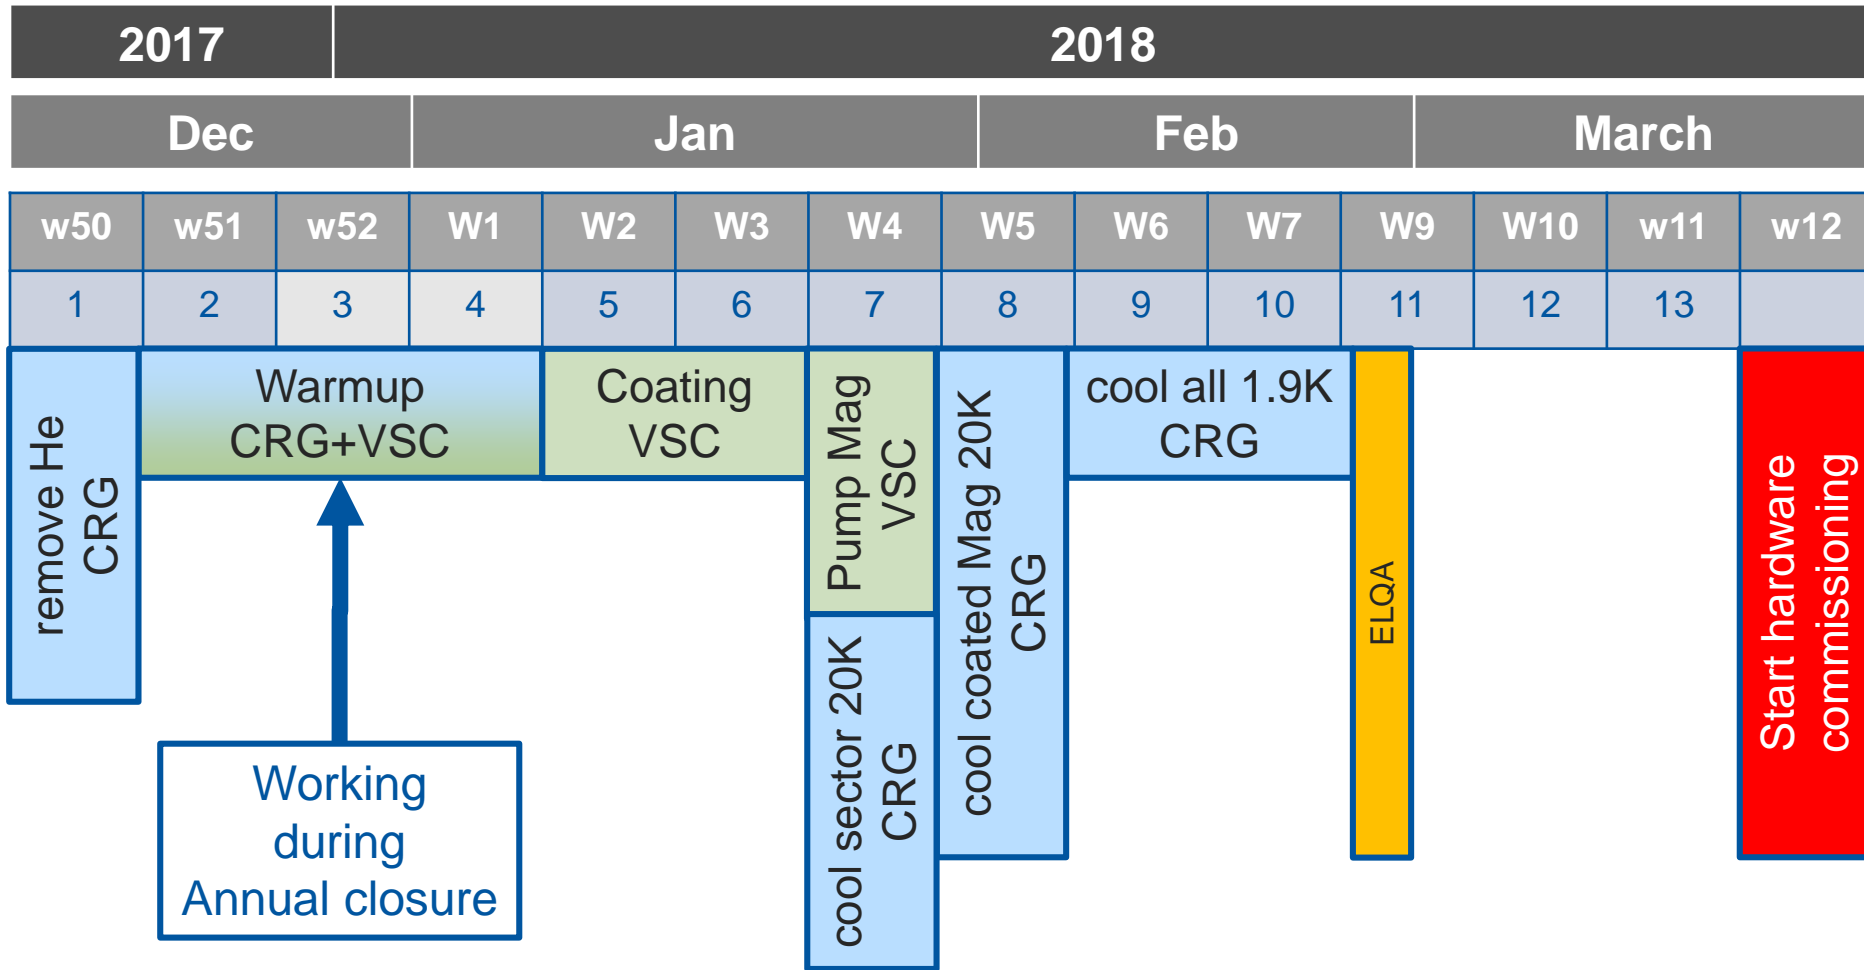 2017 2018
Dec Jan Feb March
w50 w51 w52 W1 W2 W3 W4 W5 W6 W7 W9 W10 w11 w12
1 2 3 4 5 6 7 8 9 10 11 12 13
remove He
CRG
Warmup
CRG+VSC
Coating
VSC
Pump Mag
VSC
cool sector 20K
CRG
cool coated Mag 20K
CRG
cool all 1.9K
CRG
ELQA
Start hardware
commissioning
Working
during
Annual closure